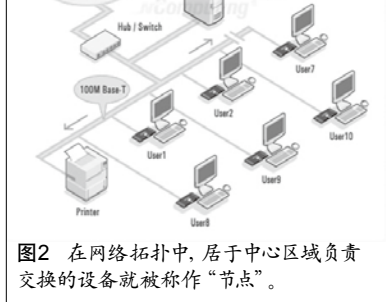 Hub / Switch
User7
100M Base-T
User2
User10
User1
User9
Printer
User8
图2 在网络拓扑中, 居于中心区域负责
交换的设备就被称作“节点”。